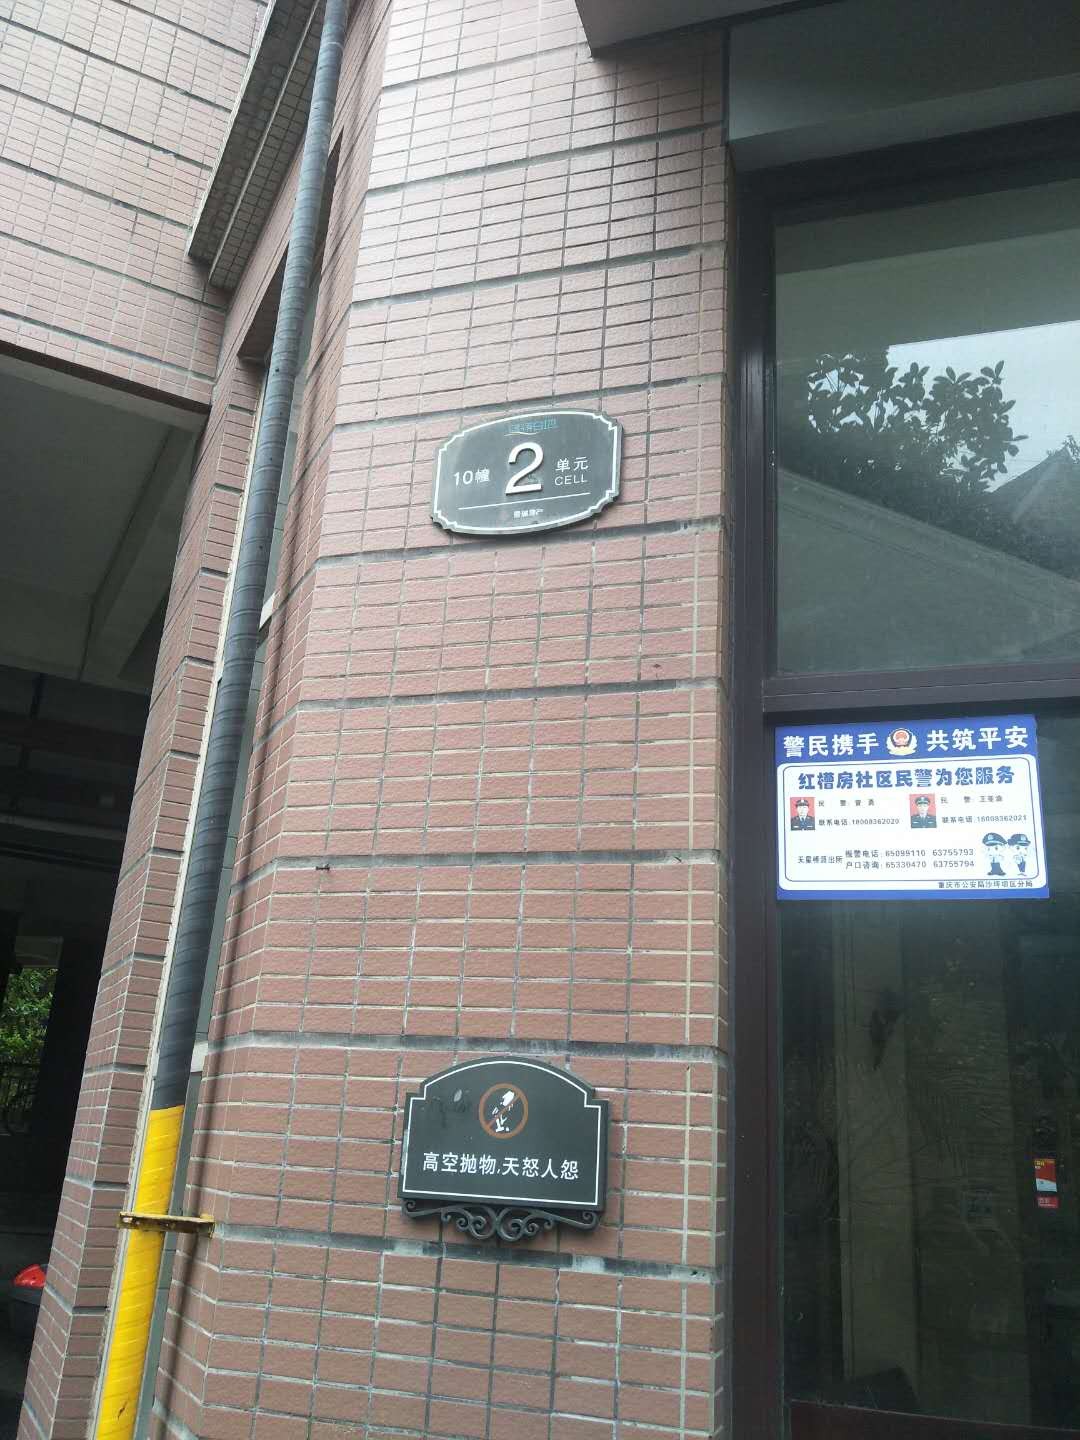 10幢
2
单元
CELL
警民携手 共筑平安
红槽房社区民警为您服务
民 警:曾勇
联系电话:18008362020
联系电话:18008362021
天星桥派出所
报警电话:65099110 63755793
户口咨询:65330470 63755794
重庆市公安局沙坪坝区分局
高空抛物,天怒人怨